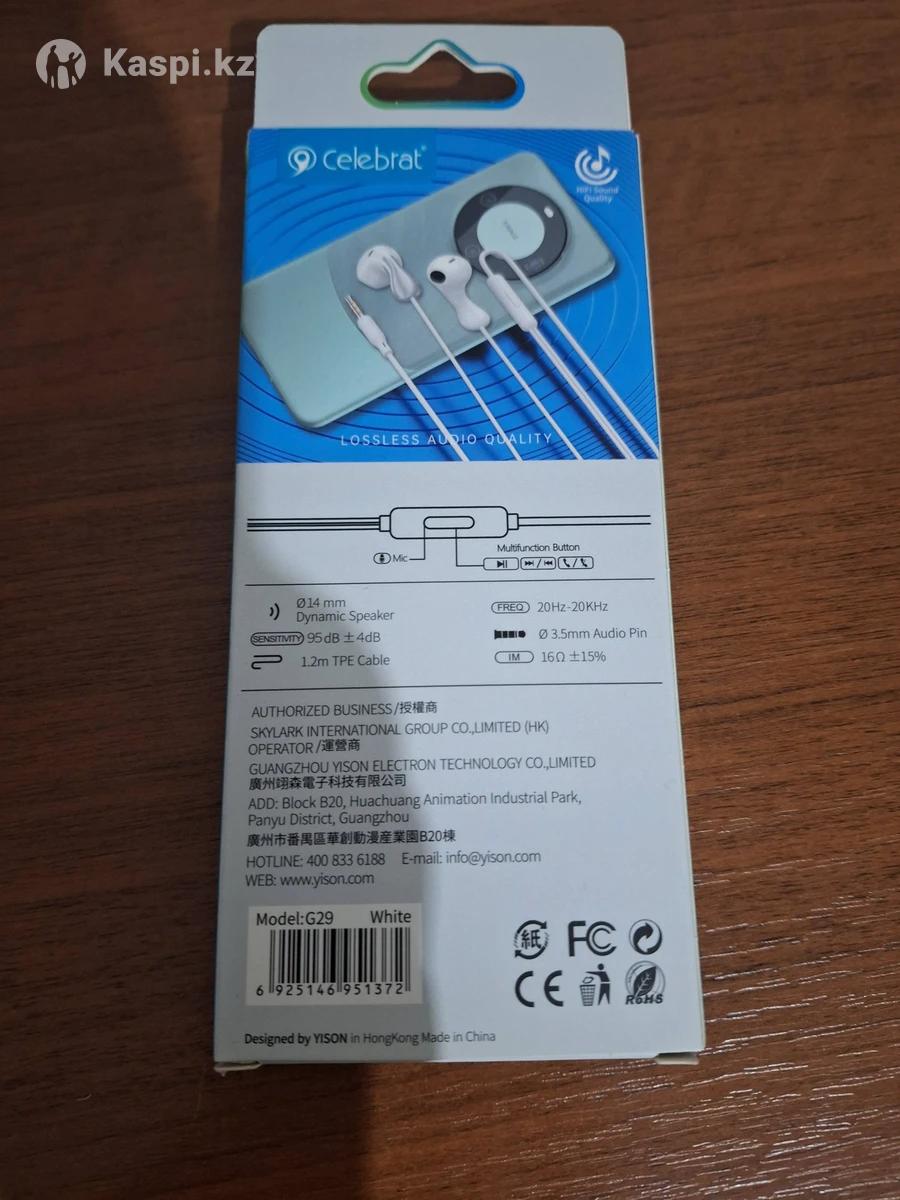 Kaspi.kz
celebrat®
HiFi Sound
Quality
LOSSLESS AUDIO QUALITY
Mic
Multifunction Button
Ø14 mm
Dynamic Speaker
FREQ 20Hz-20KHz
SENSITIVITY 95dB ±4dB
Ø 3.5mm Audio Pin
1.2m TPE Cable
IM 16Ω ±15%
AUTHORIZED BUSINESS/授權商
SKYLARK INTERNATIONAL GROUP CO.,LIMITED (HK)
OPERATOR/運營商
GUANGZHOU YISON ELECTRON TECHNOLOGY CO.,LIMITED
廣州翊森電子科技有限公司
ADD: Block B20, Huachuang Animation Industrial Park,
Panyu District, Guangzhou
廣州市番禺區華創動漫産業園B20棟
HOTLINE: 400 833 6188 E-mail: info@yison.com
WEB: www.yison.com
Model:G29 White
6 925146 951372
紙 FC
CE RoHS
Designed by YISON in HongKong Made in China